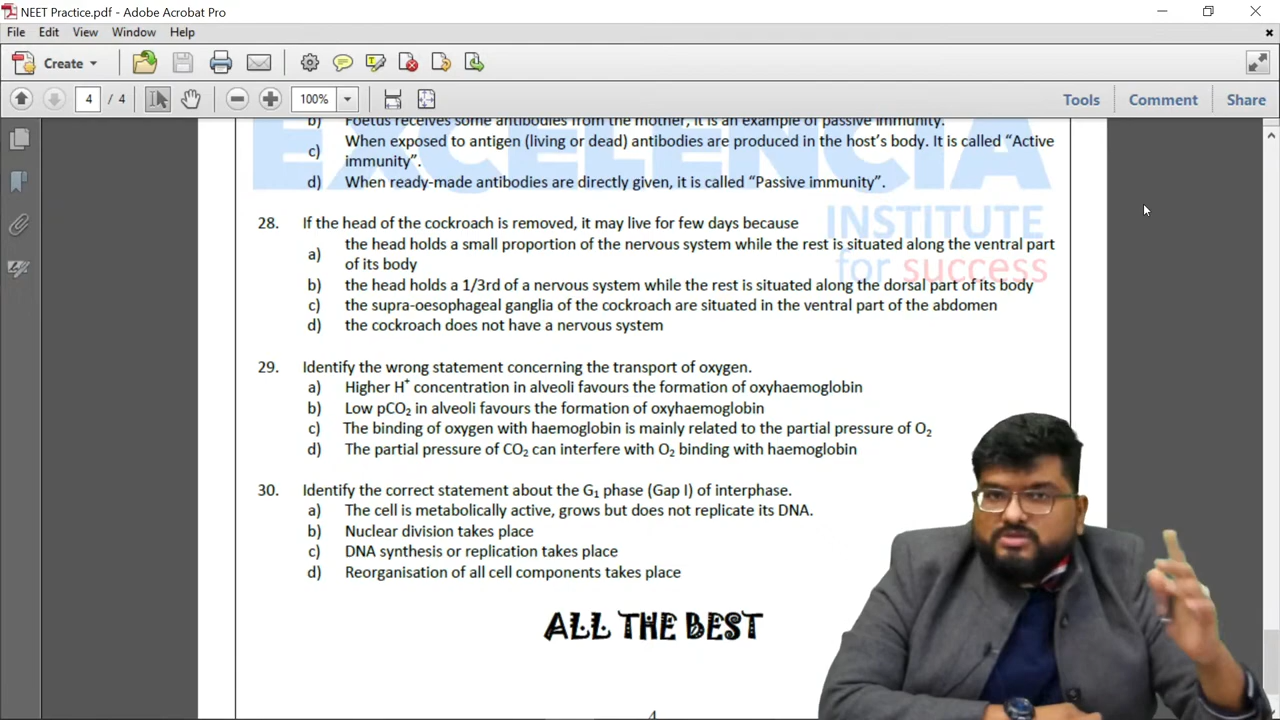 NEET Practice.pdf - Adobe Acrobat Pro
File Edit View Window Help
Create
4 / 4 100% Tools Comment Share
b) Foetus receives some antibodies from the mother, it is an example of passive immunity.
EXCELENCIA
c) When exposed to antigen (living or dead) antibodies are produced in the host's body. It is called “Active
immunity”.
d) When ready-made antibodies are directly given, it is called “Passive immunity”.
INSTITUTE
for success
28. If the head of the cockroach is removed, it may live for few days because
a) the head holds a small proportion of the nervous system while the rest is situated along the ventral part
of its body
b) the head holds a 1/3rd of a nervous system while the rest is situated along the dorsal part of its body
c) the supra-oesophageal ganglia of the cockroach are situated in the ventral part of the abdomen
d) the cockroach does not have a nervous system
29. Identify the wrong statement concerning the transport of oxygen.
a) Higher H⁺ concentration in alveoli favours the formation of oxyhaemoglobin
b) Low pCO₂ in alveoli favours the formation of oxyhaemoglobin
c) The binding of oxygen with haemoglobin is mainly related to the partial pressure of O₂
d) The partial pressure of CO₂ can interfere with O₂ binding with haemoglobin
30. Identify the correct statement about the G₁ phase (Gap I) of interphase.
a) The cell is metabolically active, grows but does not replicate its DNA.
b) Nuclear division takes place
c) DNA synthesis or replication takes place
d) Reorganisation of all cell components takes place
ALL THE BEST
4